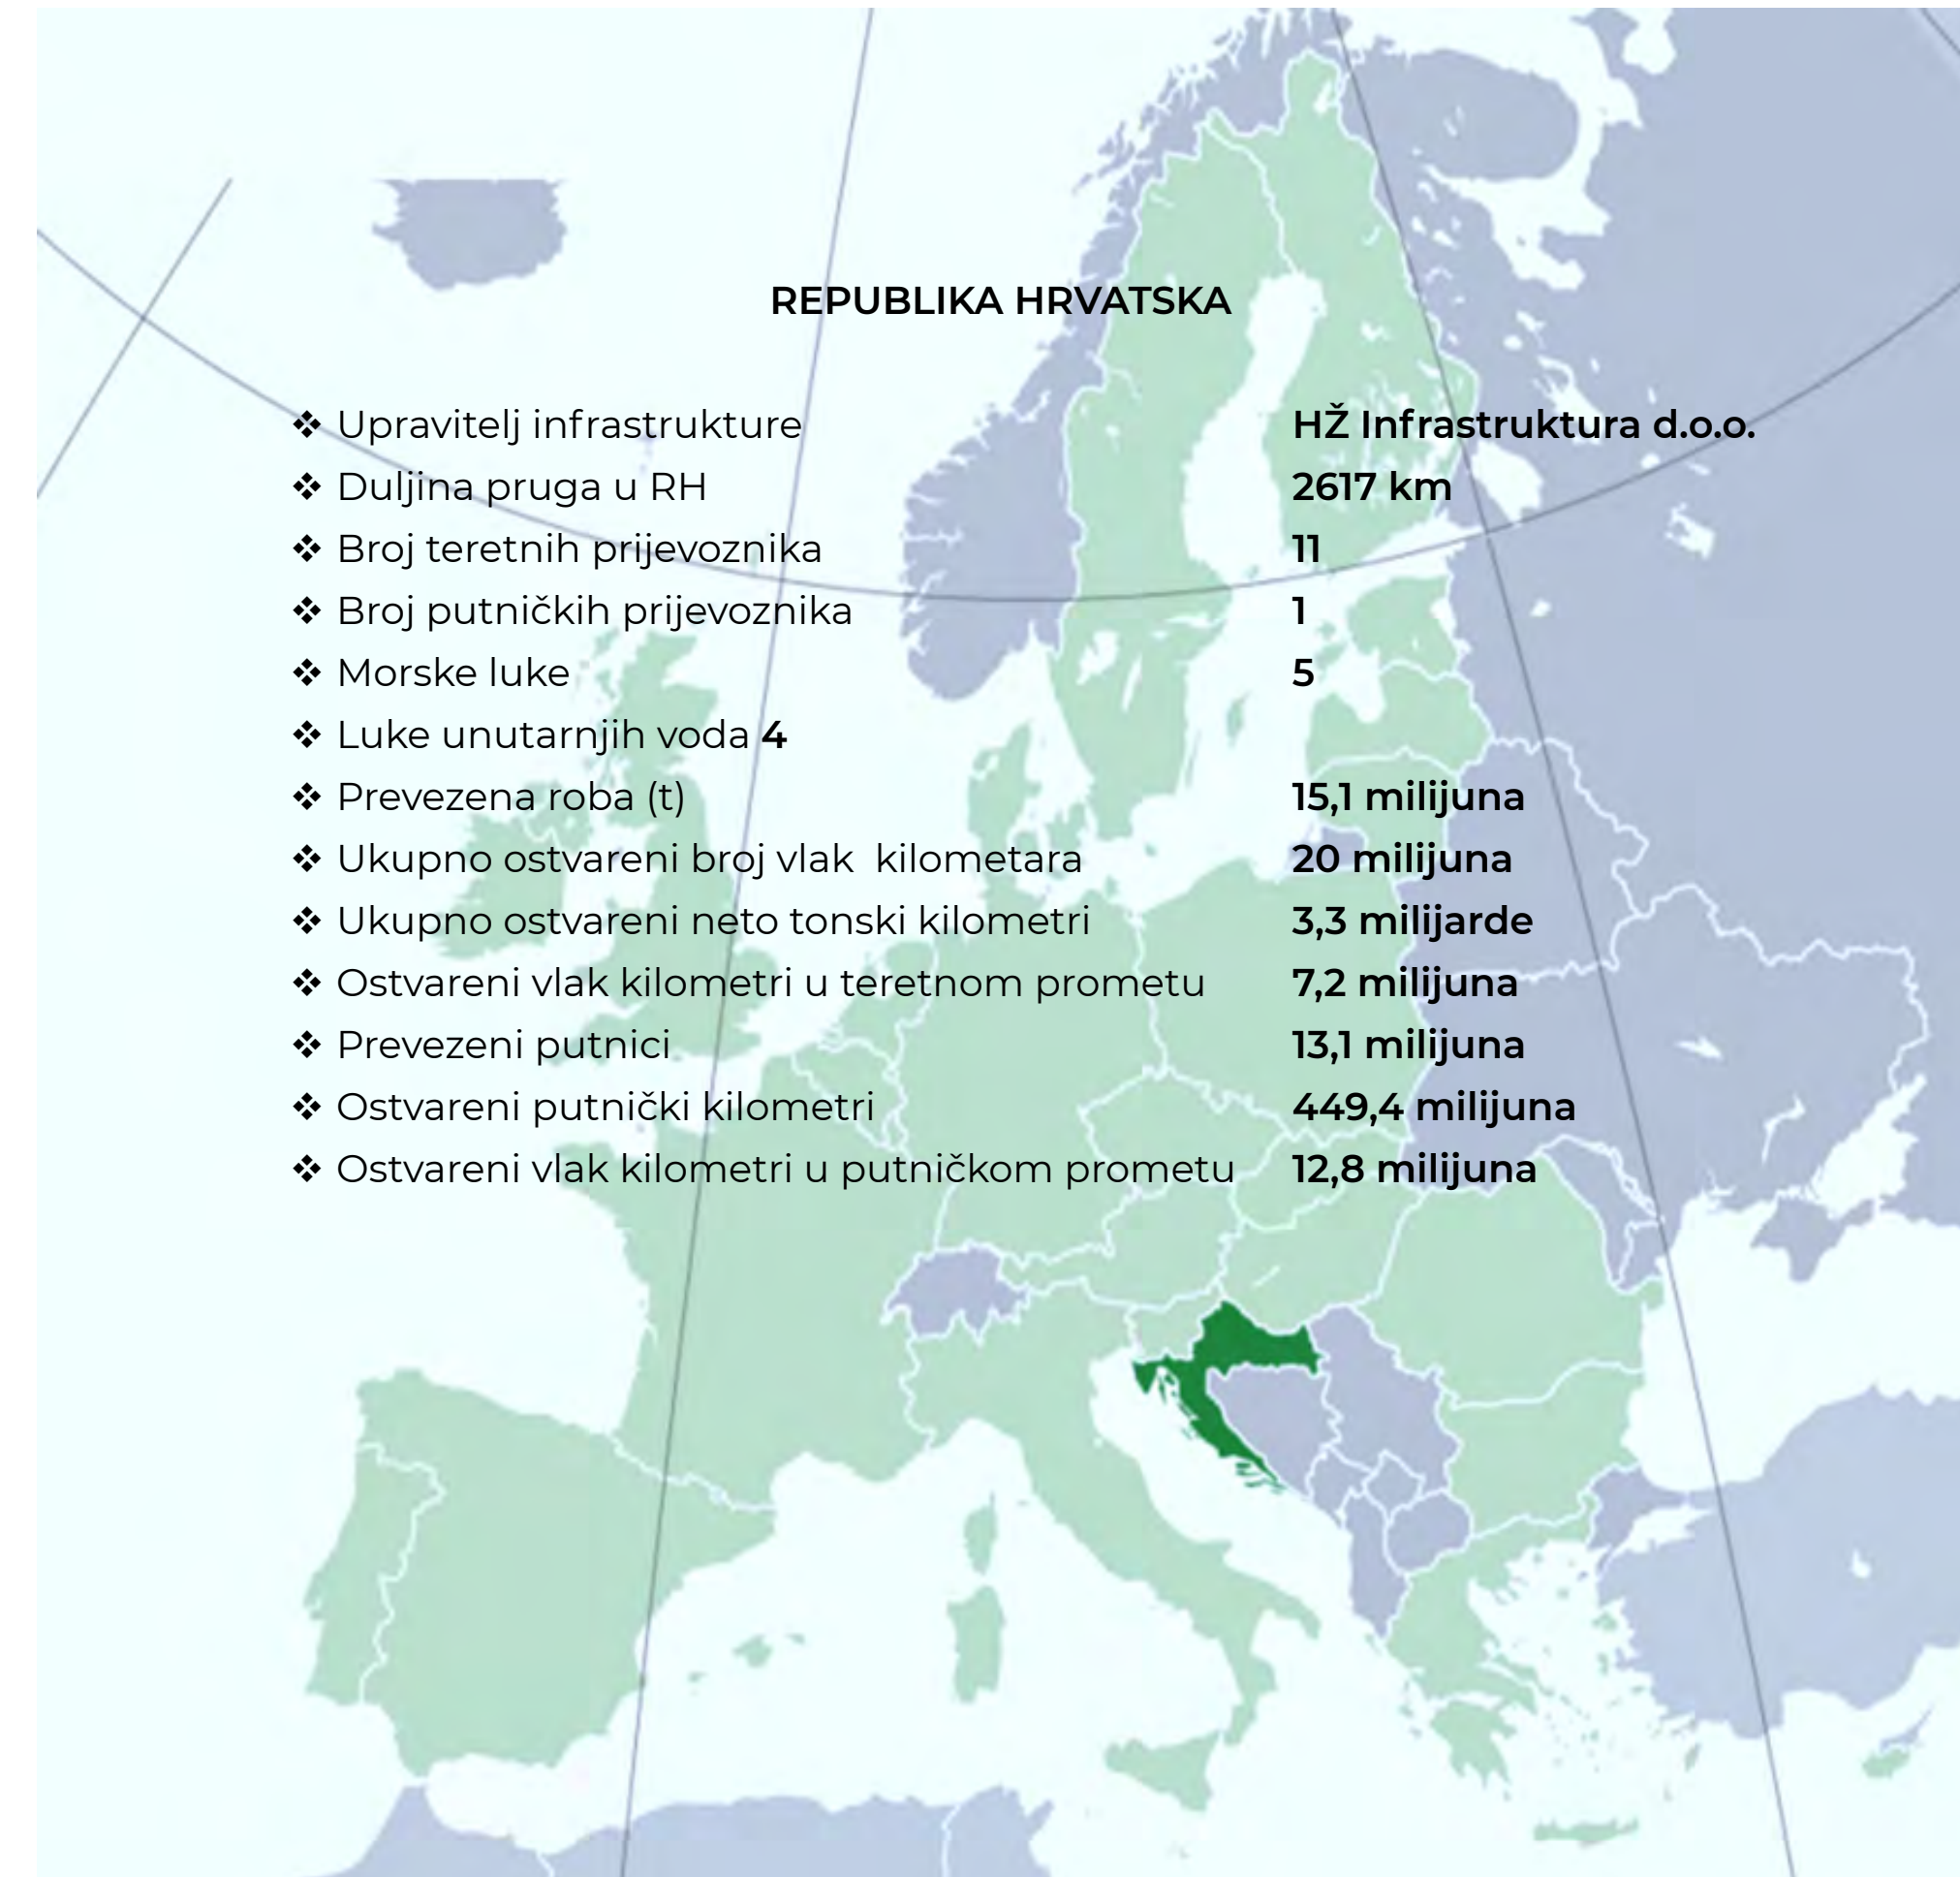 REPUBLIKA HRVATSKA
❖ Upravitelj infrastrukture HŽ Infrastruktura d.o.o.
❖ Duljina pruga u RH 2617 km
❖ Broj teretnih prijevoznika 11
❖ Broj putničkih prijevoznika 1
❖ Morske luke 5
❖ Luke unutarnjih voda 4
❖ Prevezena roba (t) 15,1 milijuna
❖ Ukupno ostvareni broj vlak kilometara 20 milijuna
❖ Ukupno ostvareni neto tonski kilometri 3,3 milijarde
❖ Ostvareni vlak kilometri u teretnom prometu 7,2 milijuna
❖ Prevezeni putnici 13,1 milijuna
❖ Ostvareni putnički kilometri 449,4 milijuna
❖ Ostvareni vlak kilometri u putničkom prometu 12,8 milijuna